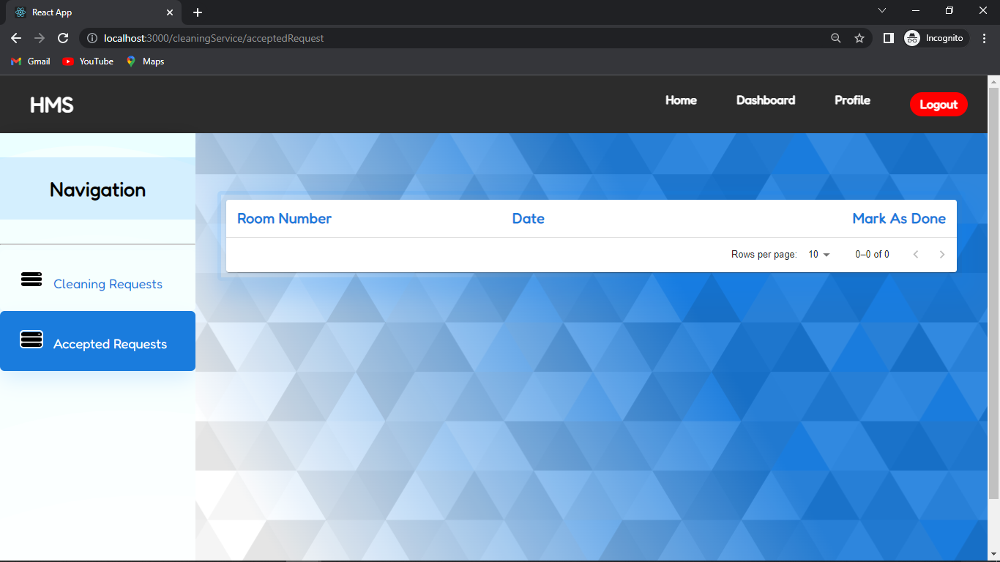 React App
localhost:3000/cleaningService/acceptedRequest
Incognito
Gmail YouTube Maps
HMS Home Dashboard Profile Logout
Navigation
Cleaning Requests
Accepted Requests
Room Number Date Mark As Done
Rows per page: 10 0–0 of 0